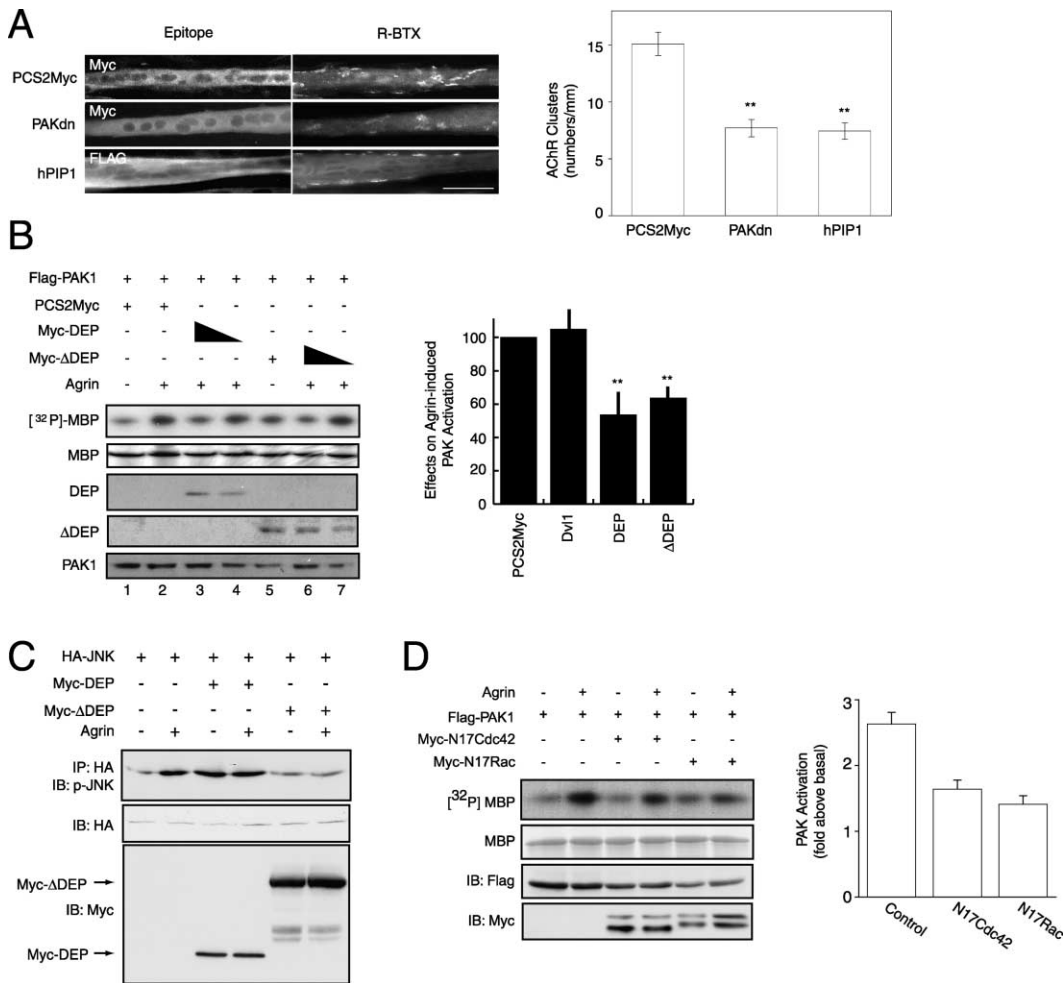 A
Epitope R-BTX
PCS2Myc Myc
PAKdn Myc
hPIP1 FLAG
AChR Clusters
(numbers/mm)
15
10
5
0
PCS2Myc PAKdn hPIP1
** **
B
Flag-PAK1 + + + + + + +
PCS2Myc + + - - - - -
Myc-DEP - - - - -
Myc-ΔDEP - - - - +
Agrin - + + + - + +
[32P]-MBP
MBP
DEP
ΔDEP
PAK1
1 2 3 4 5 6 7
Effects on Agrin-induced
PAK Activation
100
80
60
40
20
0
** **
PCS2Myc
Dvl1
DEP
ΔDEP
C
HA-JNK + + + + + +
Myc-DEP - - + + - -
Myc-ΔDEP - - - - + +
Agrin - + - + - +
IP: HA
IB: p-JNK
IB: HA
Myc-ΔDEP →
IB: Myc
Myc-DEP →
D
Agrin - + - + - +
Flag-PAK1 + + + + + +
Myc-N17Cdc42 - - + + - -
Myc-N17Rac - - - - + +
[32P] MBP
MBP
IB: Flag
IB: Myc
PAK Activation
(fold above basal)
3
2
1
0
Control
N17Cdc42
N17Rac